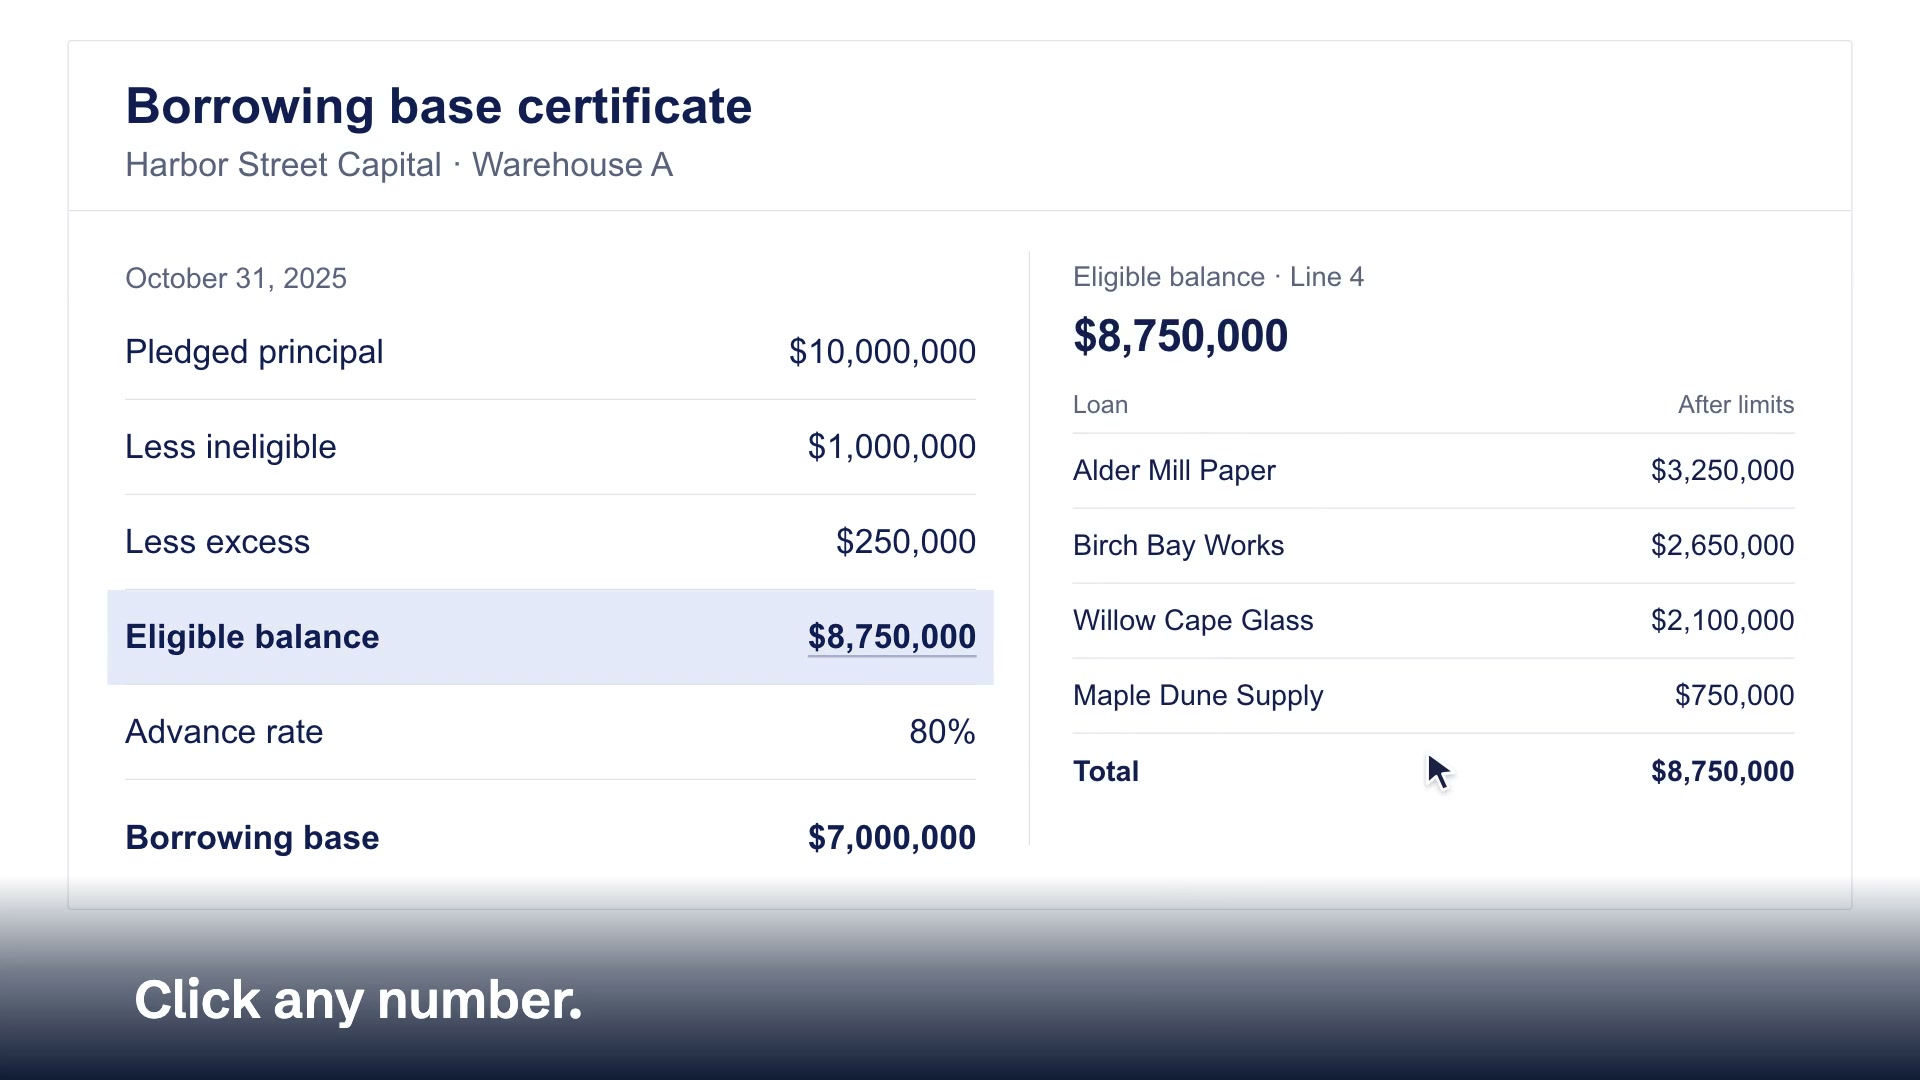 Borrowing base certificate
Harbor Street Capital · Warehouse A
October 31, 2025
Pledged principal $10,000,000
Less ineligible $1,000,000
Less excess $250,000
Eligible balance $8,750,000
Advance rate 80%
Borrowing base $7,000,000
Eligible balance · Line 4
$8,750,000
Loan After limits
Alder Mill Paper $3,250,000
Birch Bay Works $2,650,000
Willow Cape Glass $2,100,000
Maple Dune Supply $750,000
Total $8,750,000
Click any number.